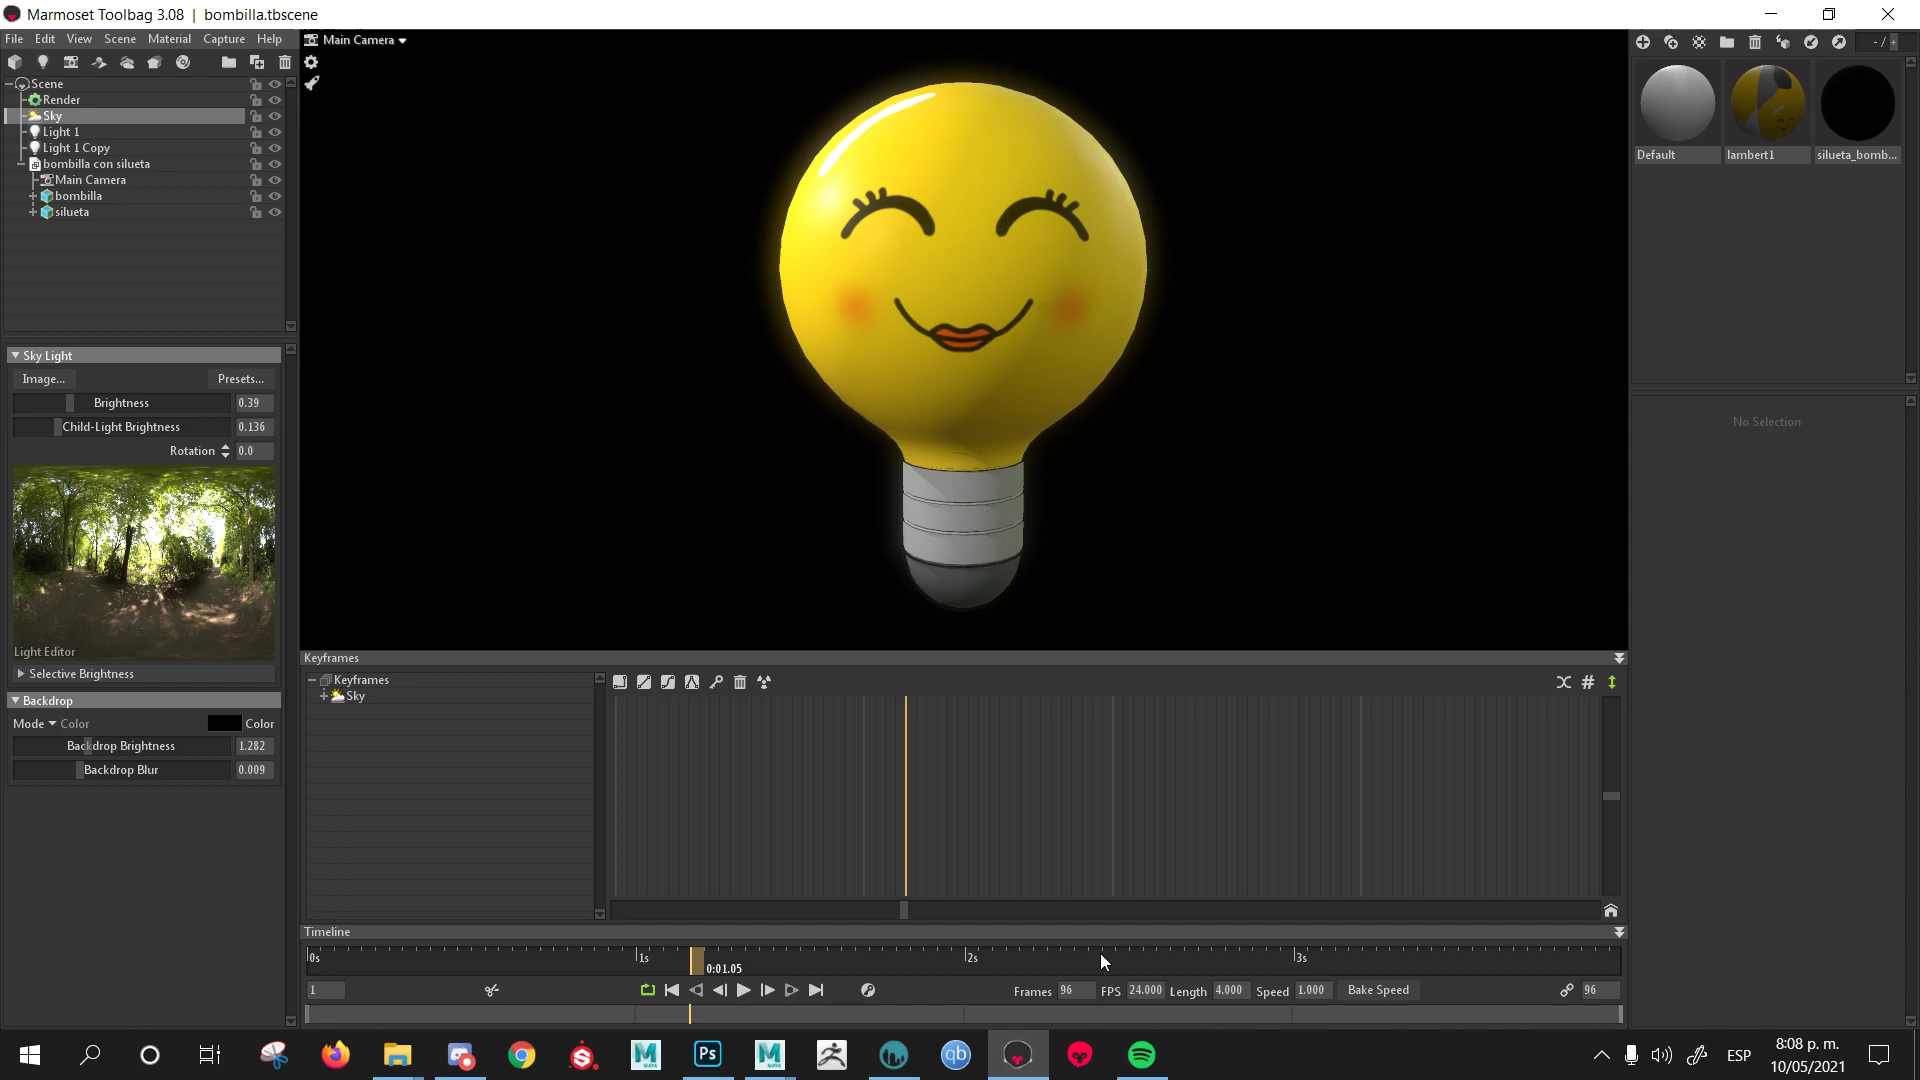 Marmoset Toolbag 3.08 | bombilla.tbscene
File Edit View Scene Material Capture Help
Main Camera
- / +
Scene
Render
Sky
Light 1
Light 1 Copy
bombilla con silueta
Main Camera
bombilla
silueta
Default lambert1 silueta_bomb...
Sky Light
Image... Presets...
Brightness 0.39
Child-Light Brightness 0.136
Rotation 0.0
Light Editor
Selective Brightness
Backdrop
Mode Color Color
Backdrop Brightness 1.282
Backdrop Blur 0.009
No Selection
Keyframes
Keyframes
Sky
Timeline
0s 1s 2s 3s
0:01.05
1 Frames 96 FPS 24.000 Length 4.000 Speed 1.000 Bake Speed 96
Ps
qb
ESP
8:08 p. m.
10/05/2021